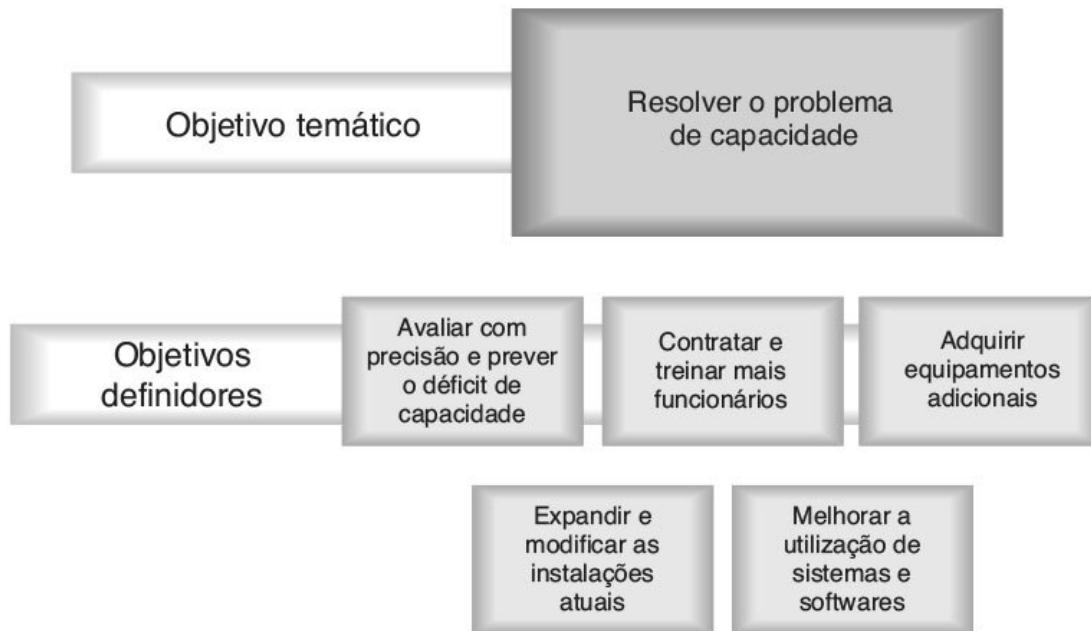 Objetivo temático
Resolver o problema
de capacidade
Objetivos
definidores
Avaliar com
precisão e prever
o déficit de
capacidade
Contratar e
treinar mais
funcionários
Adquirir
equipamentos
adicionais
Expandir e
modificar as
instalações
atuais
Melhorar a
utilização de
sistemas e
softwares